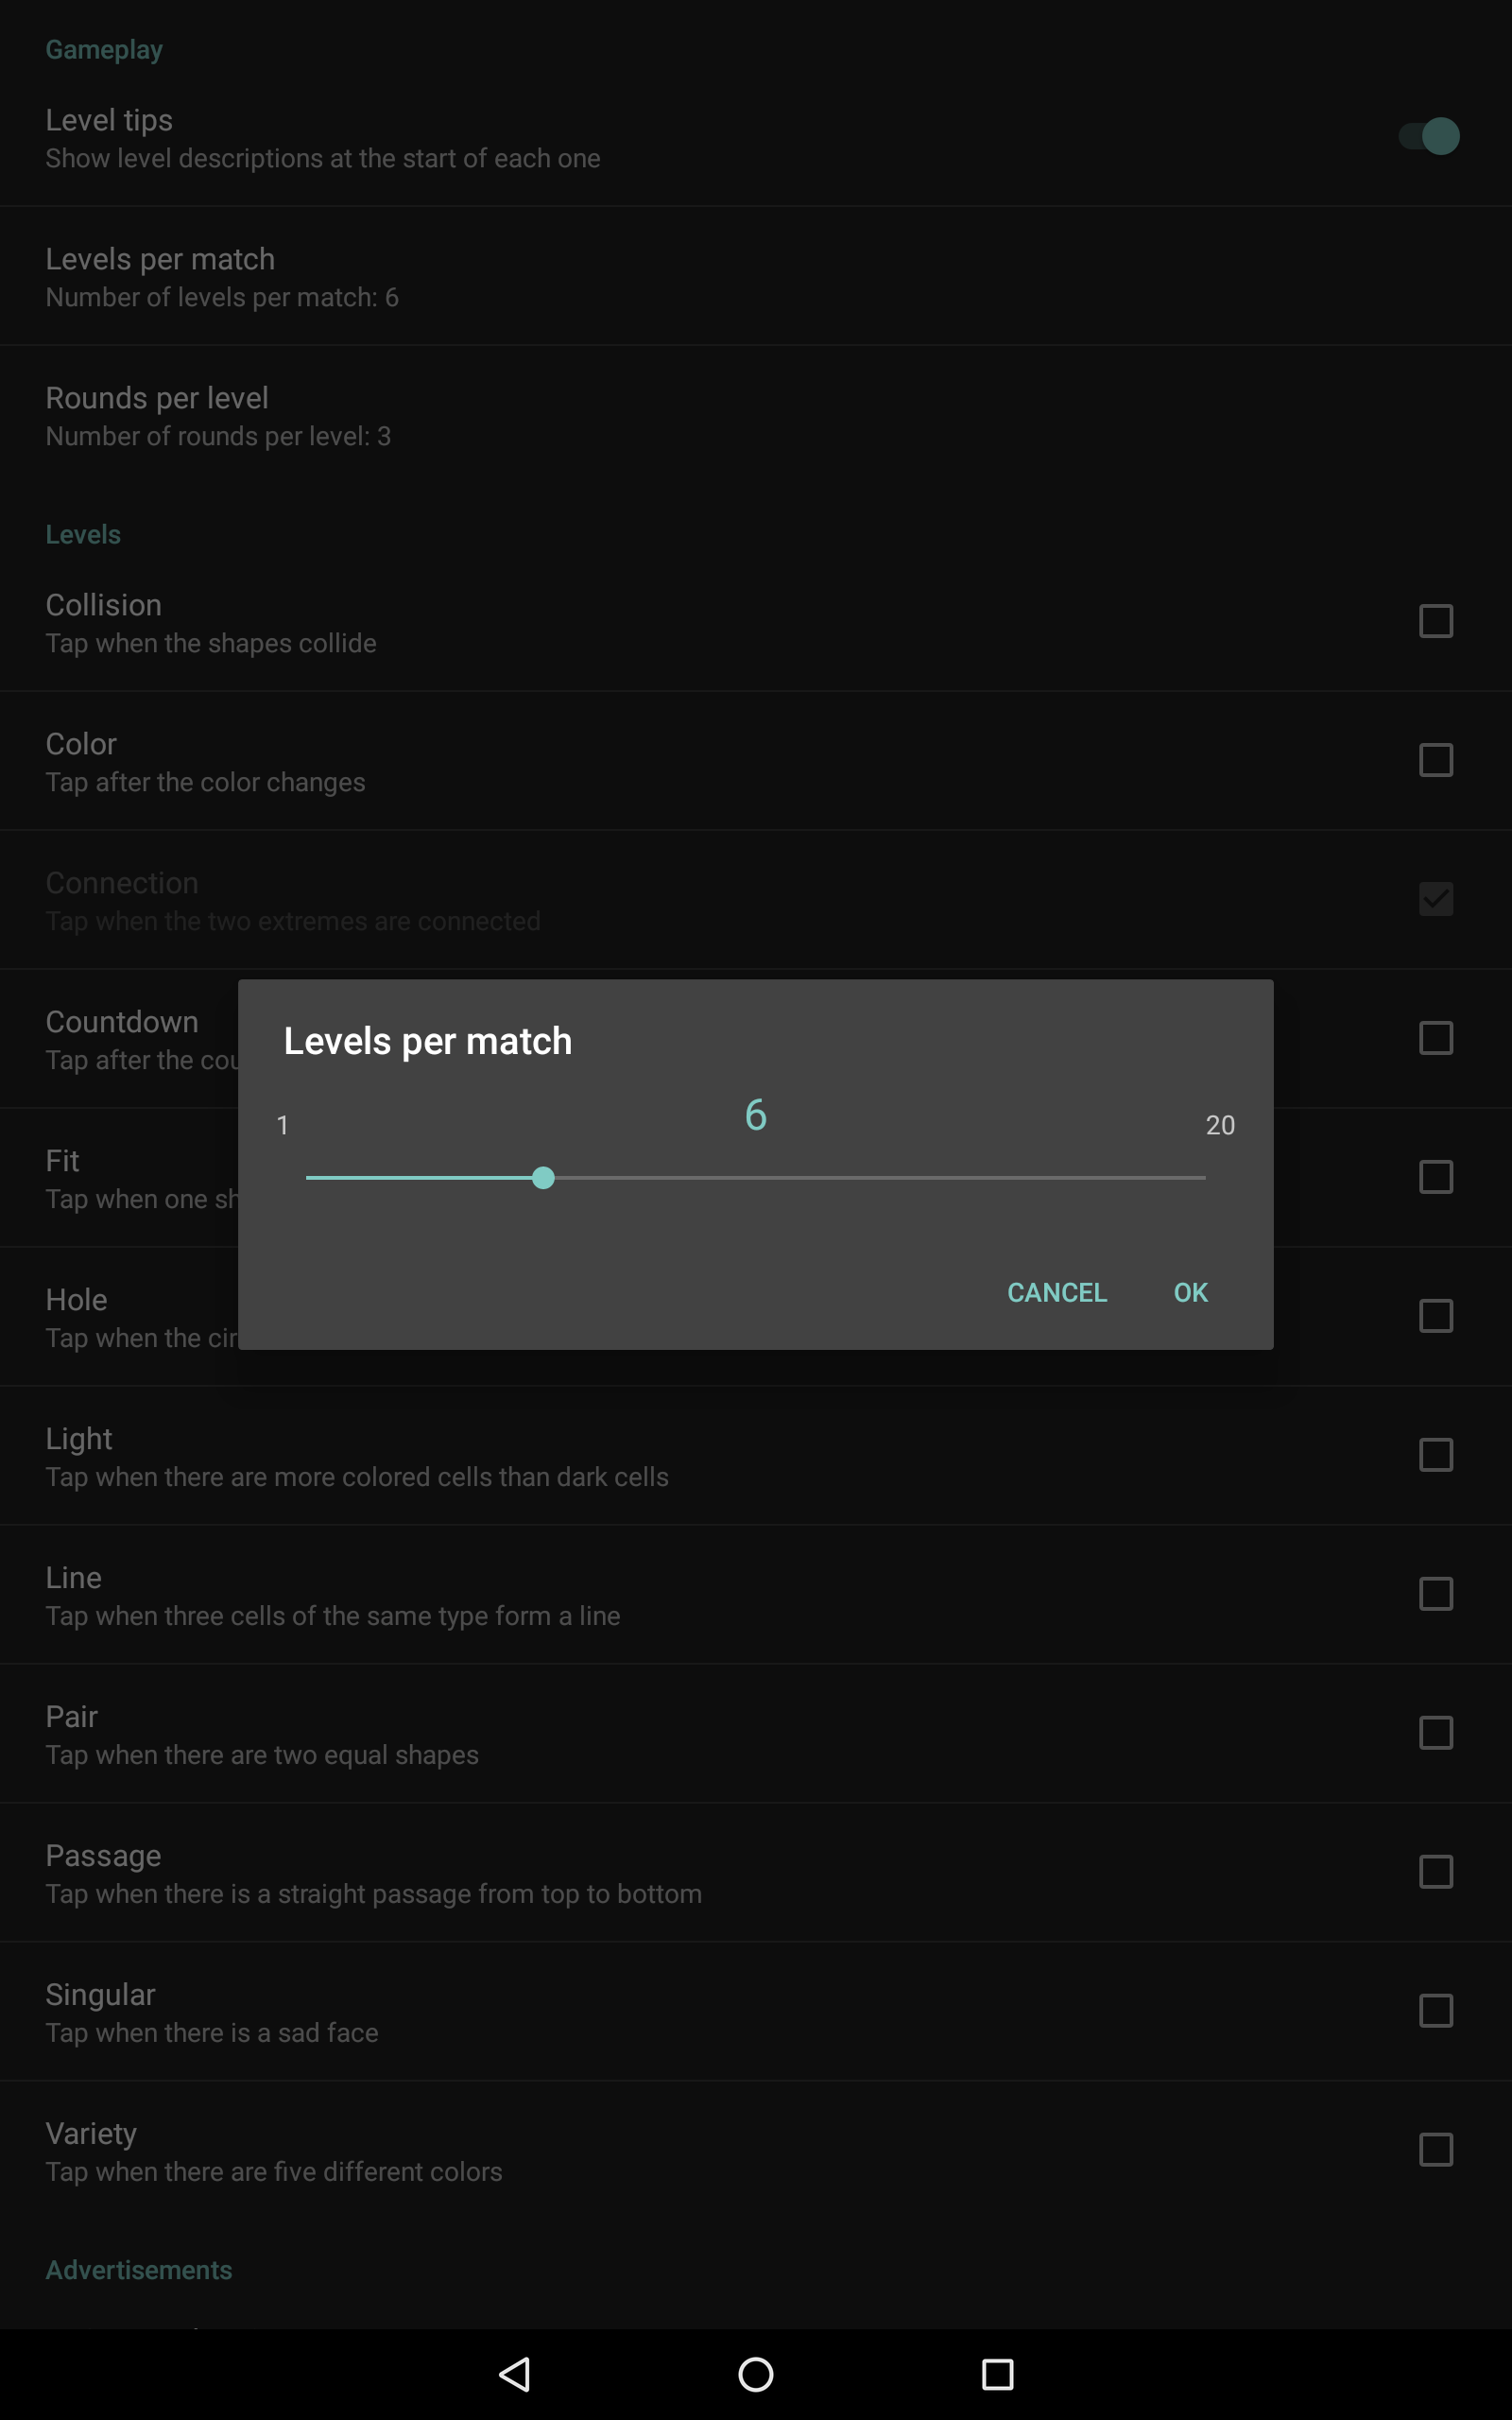 Gameplay
Level tips
Show level descriptions at the start of each one
Levels per match
Number of levels per match: 6
Rounds per level
Number of rounds per level: 3
Levels
Collision
Tap when the shapes collide
Color
Tap after the color changes
Connection
Tap when the two extremes are connected
Countdown
Tap after the
Levels per match
1
6
20
Fit
Tap when one
CANCEL
OK
Hole
Tap when the
Light
Tap when there are more colored cells than dark cells
Line
Tap when three cells of the same type form a line
Pair
Tap when there are two equal shapes
Passage
Tap when there is a straight passage from top to bottom
Singular
Tap when there is a sad face
Variety
Tap when there are five different colors
Advertisements